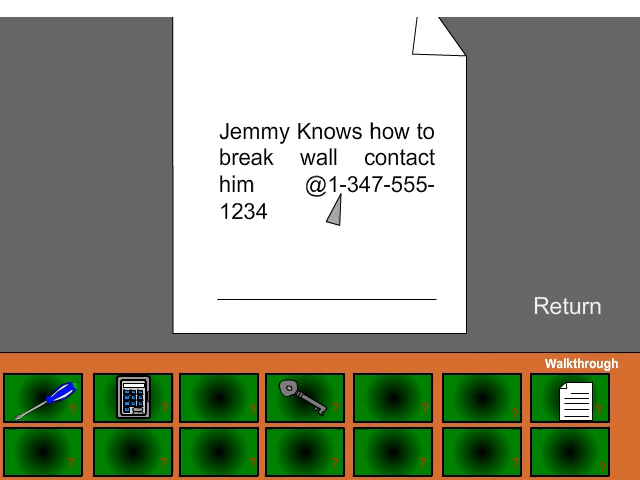 Jemmy Knows how to
break wall contact
him @1-347-555-
1234
Return
Walkthrough
? ? ? ? ? ? ?
? ? ? ? ? ? ?